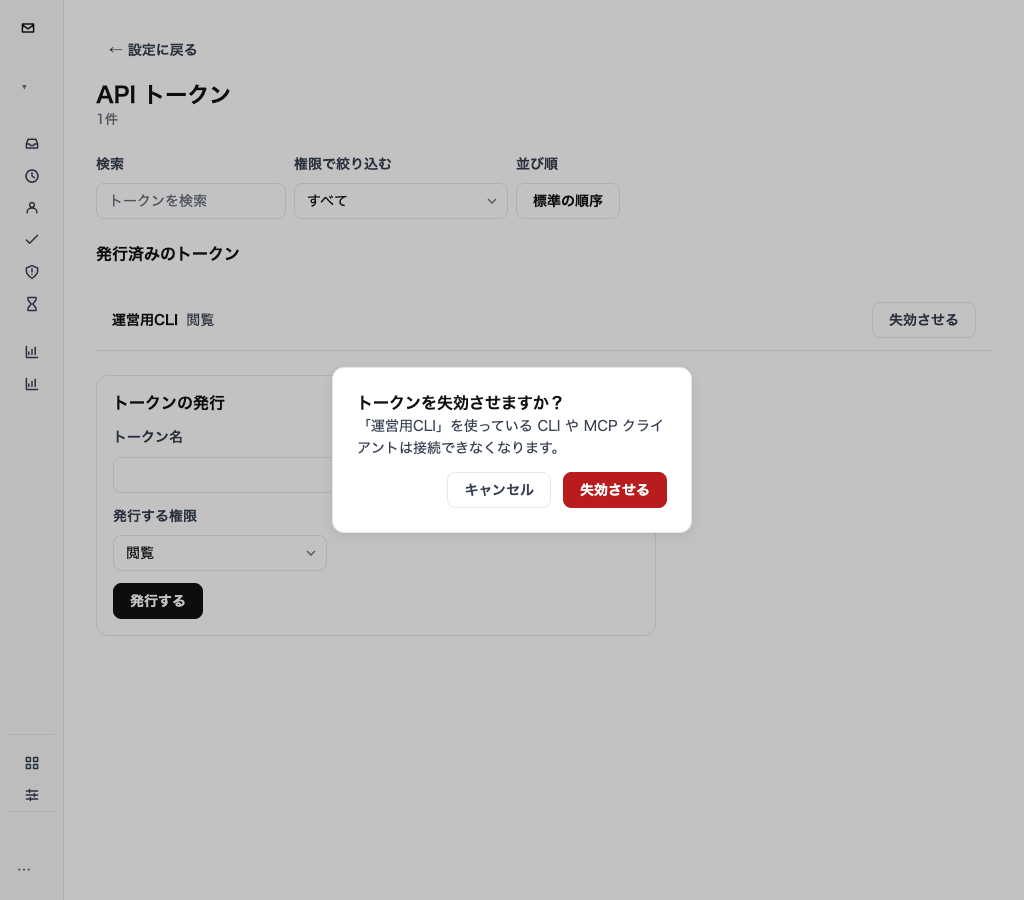 ← 設定に戻る
API トークン
1件
検索
権限で絞り込む
並び順
トークンを検索
すべて
標準の順序
発行済みのトークン
運営用CLI 閲覧
失効させる
トークンの発行
トークン名
発行する権限
閲覧
発行する
トークンを失効させますか？
「運営用CLI」を使っている CLI や MCP クライ
アントは接続できなくなります。
キャンセル
失効させる
…